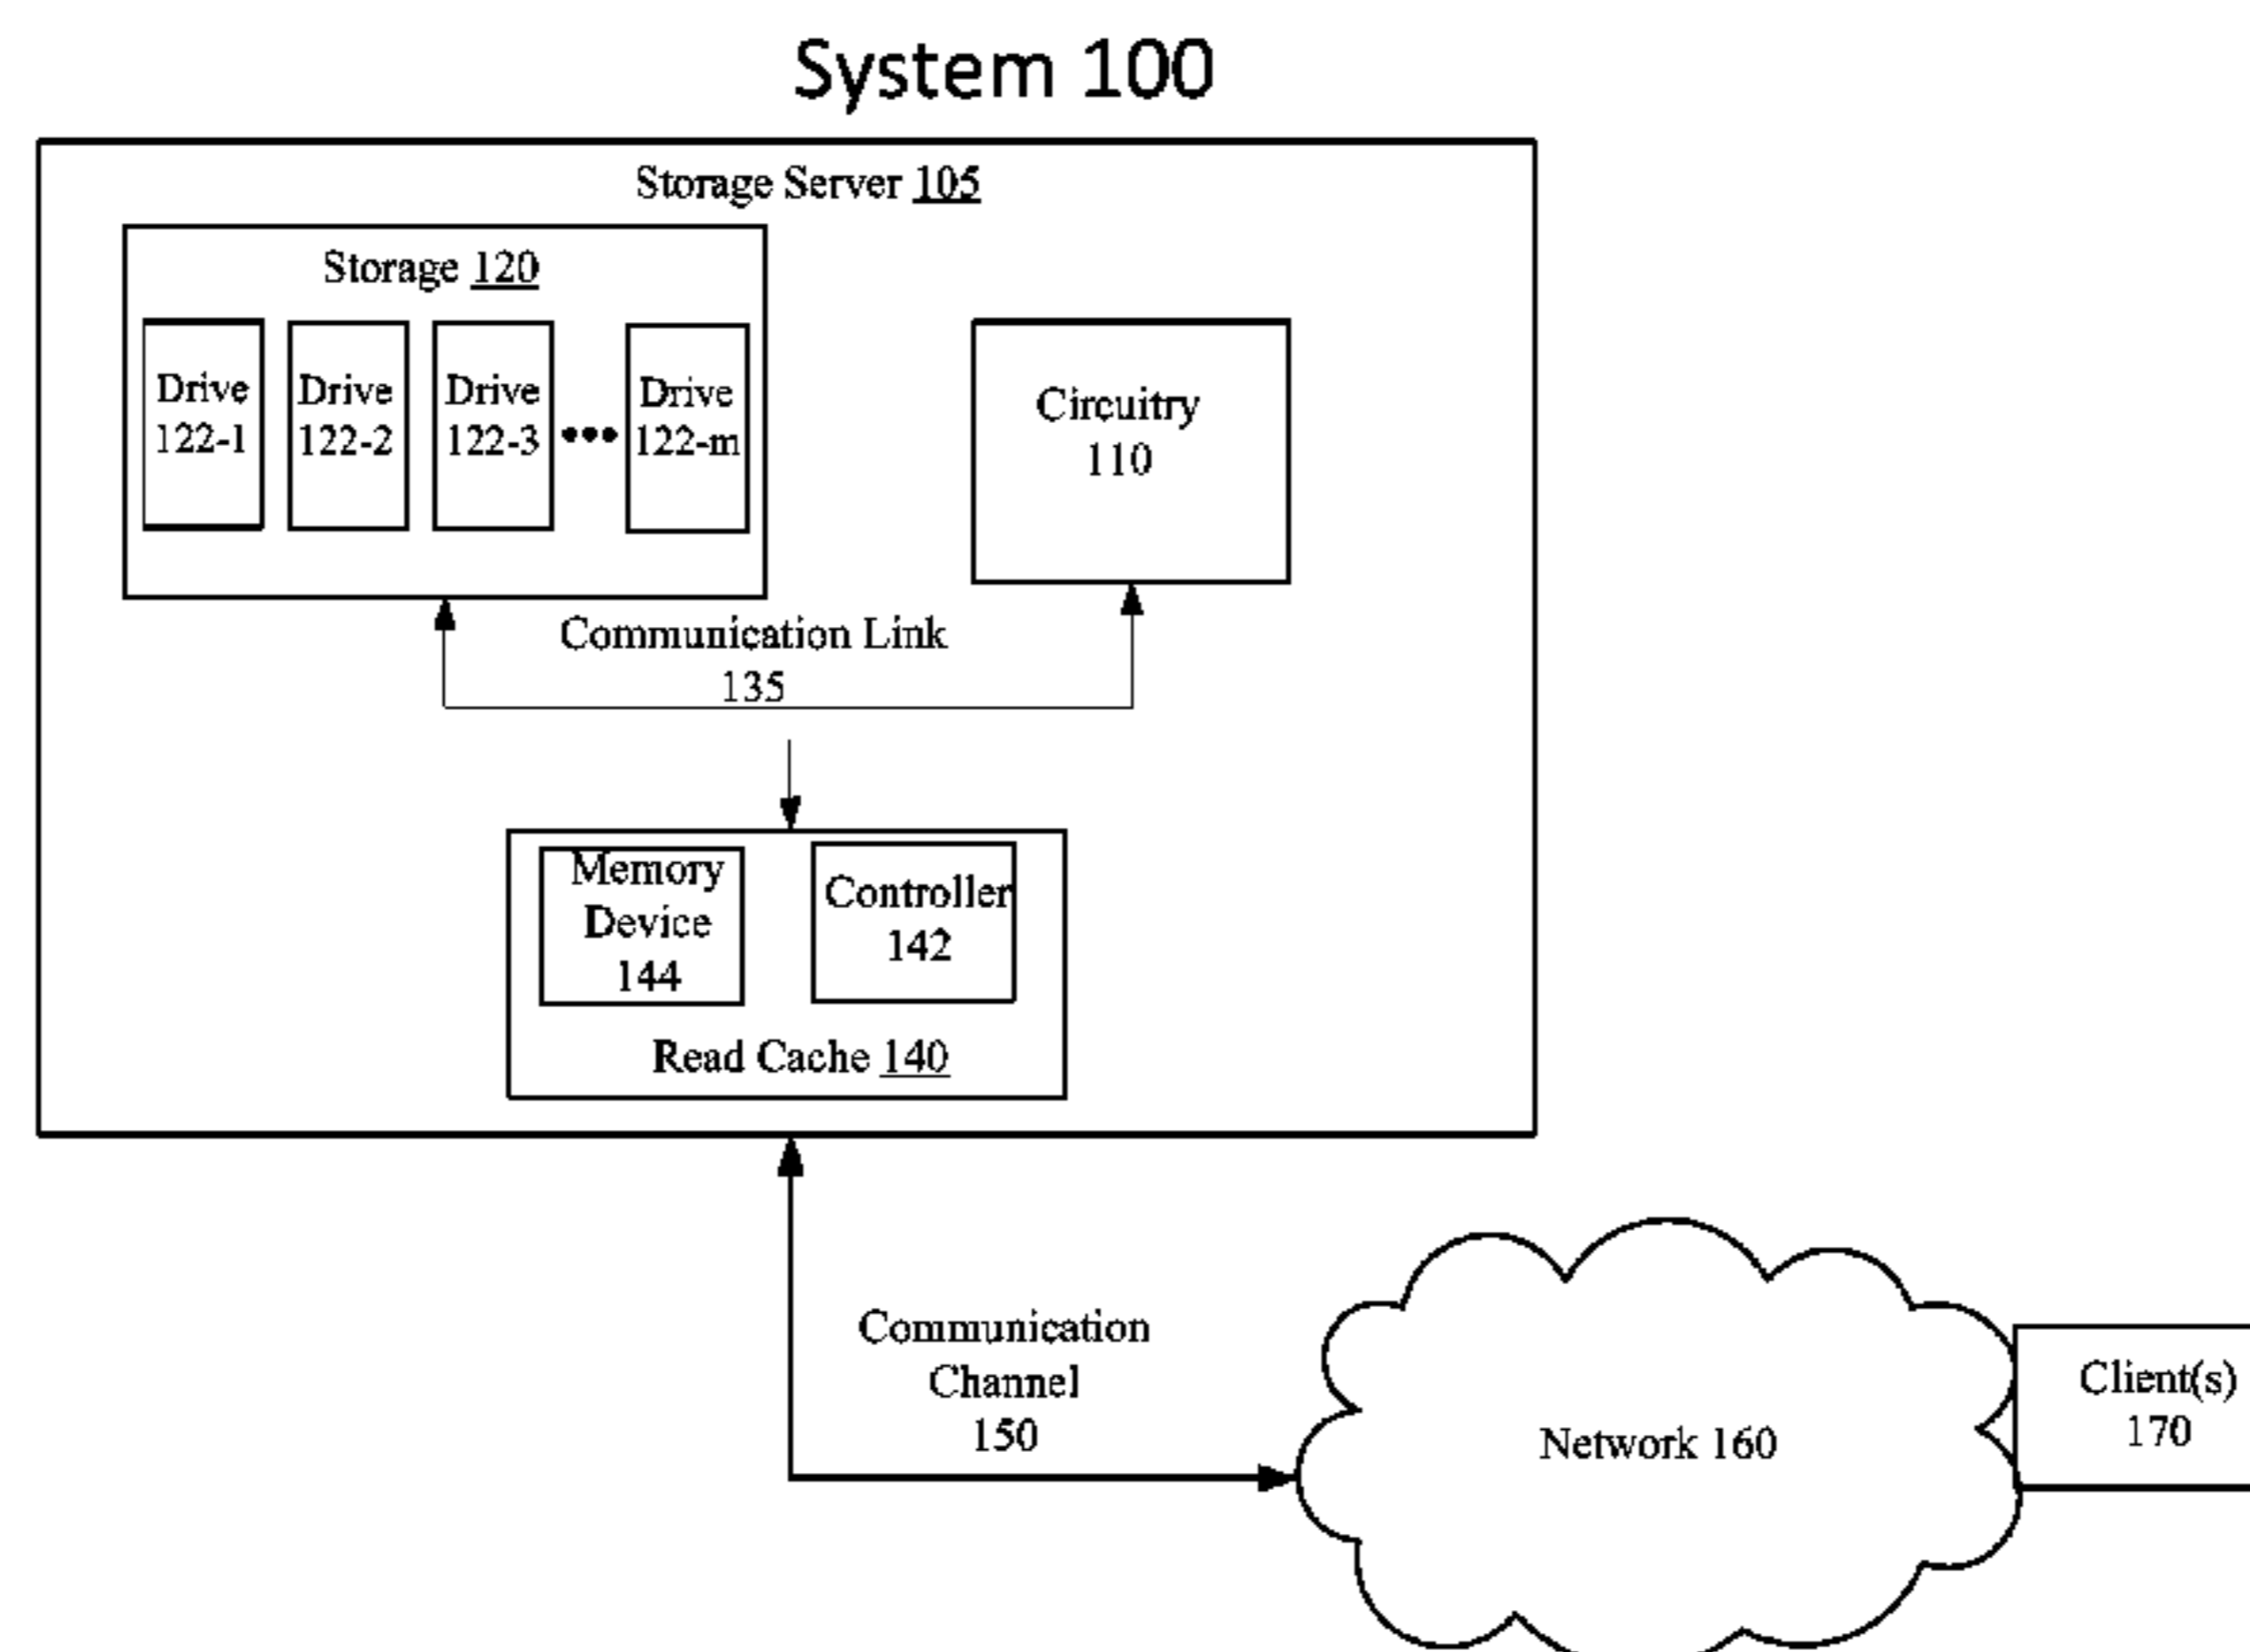 System 100
Storage Server 105
Storage 120
Drive
122-1
Drive
122-2
Drive
122-3
•••
Drive
122-m
Circuitry
110
Communication Link
135
Memory
Device
144
Controller
142
Read Cache 140
Communication
Channel
150
Network 160
Client(s)
170